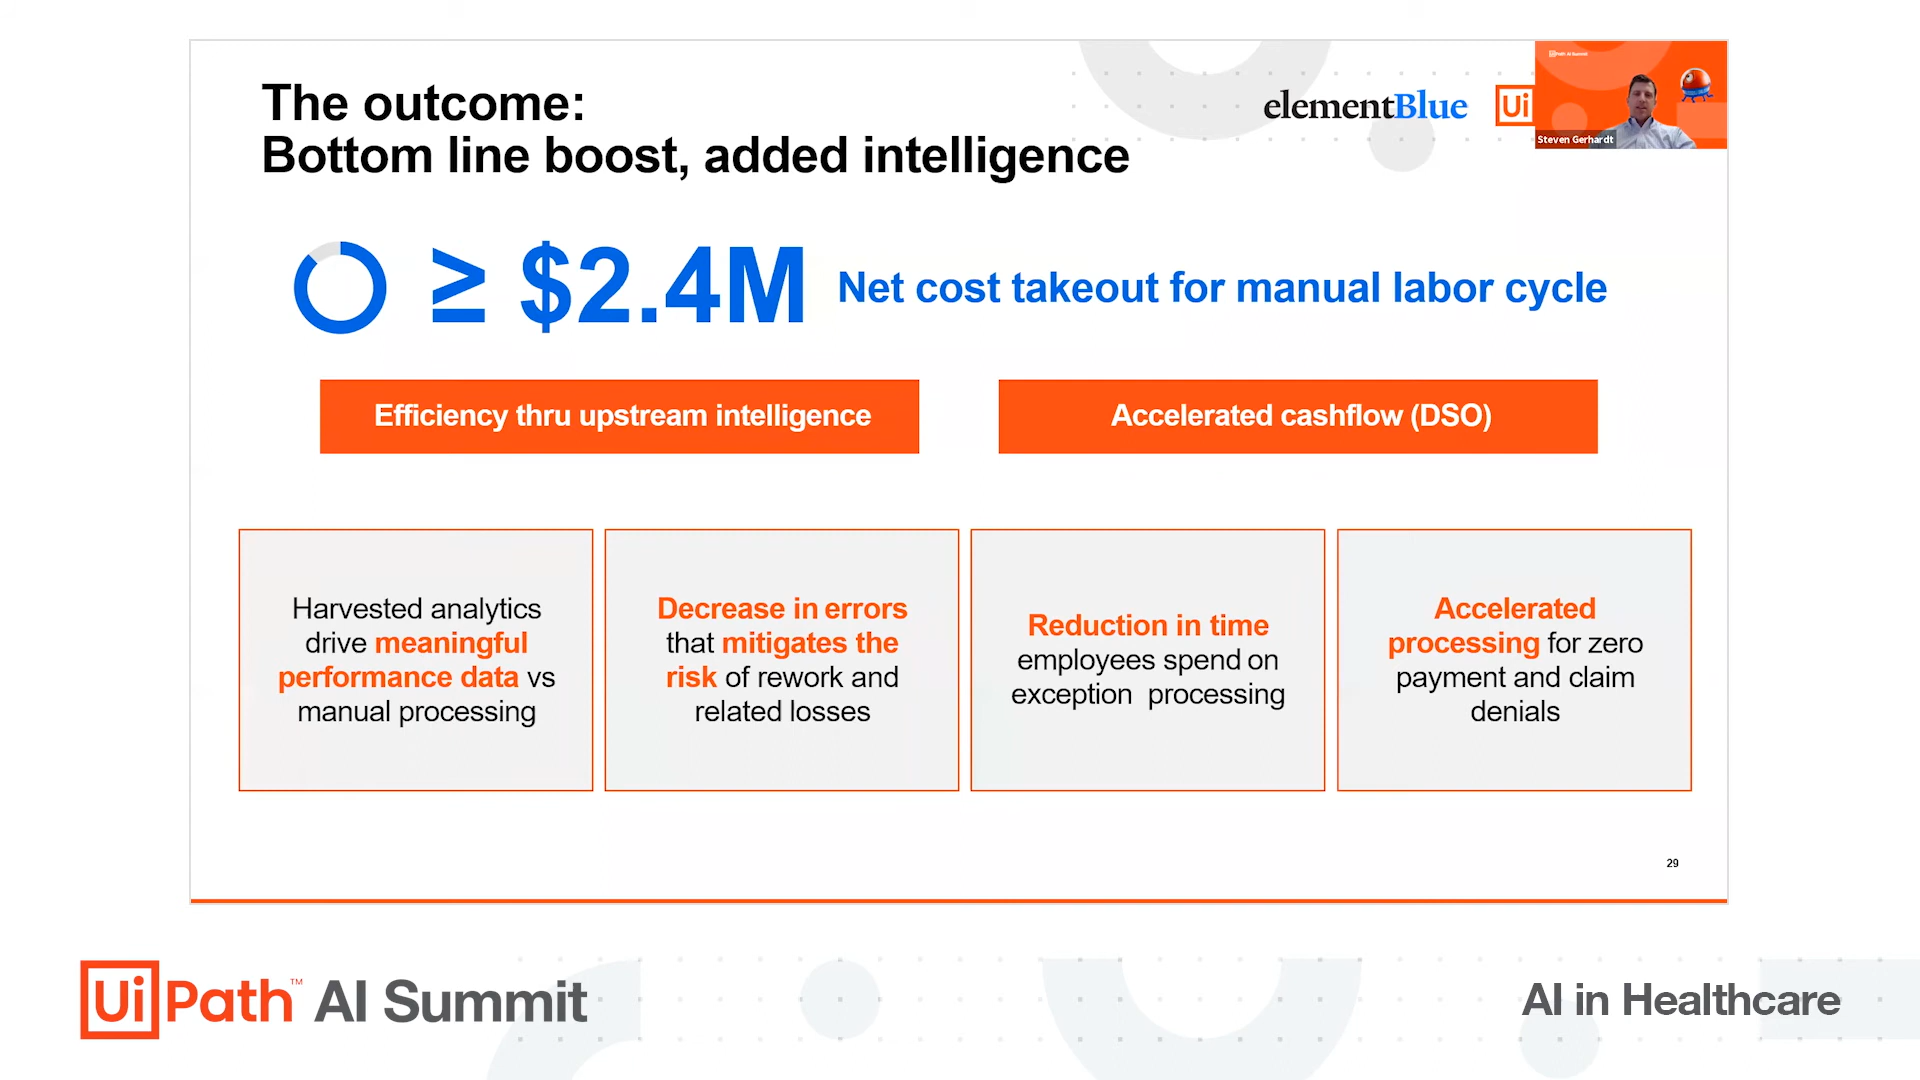 The outcome:
Bottom line boost, added intelligence
elementBlue
Ui
UiPath AI Summit
Steven Gerhardt
≥ $2.4M
Net cost takeout for manual labor cycle
Efficiency thru upstream intelligence
Accelerated cashflow (DSO)
Harvested analytics
drive meaningful
performance data vs
manual processing
Decrease in errors
that mitigates the
risk of rework and
related losses
Reduction in time
employees spend on
exception processing
Accelerated
processing for zero
payment and claim
denials
29
UiPath™ AI Summit
AI in Healthcare